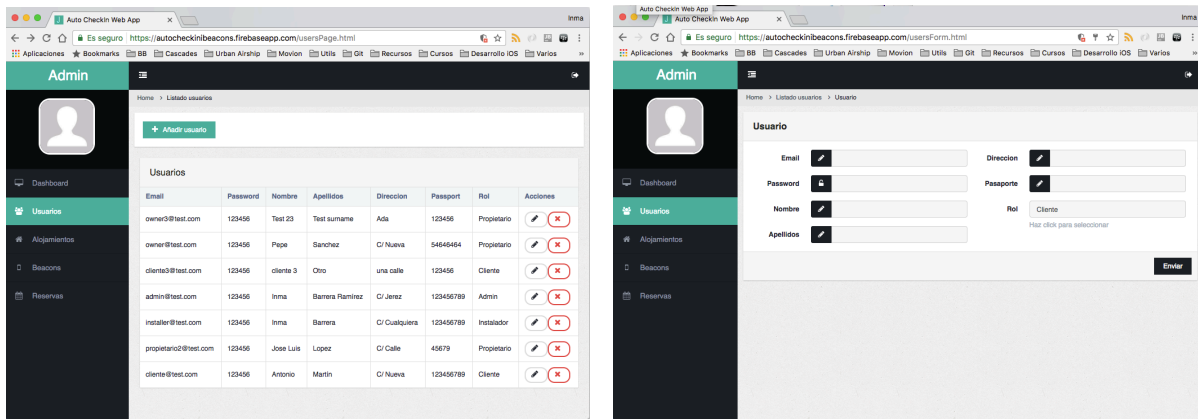 Auto CheckIn Web App
Inma
Es seguro https://autocheckinibeacons.firebaseapp.com/usersPage.html
Aplicaciones Bookmarks BB Cascades Urban Airship Movion Utils Git Recursos Cursos Desarrollo iOS Varios »
Admin
Home > Listado usuarios
+ Añadir usuario
Dashboard
Usuarios
Alojamientos
Beacons
Reservas
Usuarios
Email Password Nombre Apellidos Direccion Pasport Rol Acciones
owner3@test.com 123456 Test 23 Test surname Ada 123456 Propietario
owner@test.com 123456 Pepe Sanchez C/ Nueva 54646464 Propietario
cliente3@test.com 123456 cliente 3 Otro una calle 123456 Cliente
admin@test.com 123456 Inma Barrera Ramirez C/ Jerez 123456789 Admin
installer@test.com 123456 Inma Barrera C/ Cualquiera 123456789 Instalador
propietario2@test.com 123456 Jose Luis Lopez C/ Calle 45679 Propietario
cliente@test.com 123456 Antonio Martín C/ Nueva 123456789 Cliente
Auto CheckIn Web App
Auto CheckIn Web App
Inma
Es seguro https://autocheckinibeacons.firebaseapp.com/usersForm.html
Aplicaciones Bookmarks BB Cascades Urban Airship Movion Utils Git Recursos Cursos Desarrollo iOS Varios »
Admin
Home > Listado usuarios > Usuario
Dashboard
Usuarios
Alojamientos
Beacons
Reservas
Usuario
Email Direccion
Password Pasaporte
Nombre Rol Cliente
Haz click para seleccionar
Apellidos
Enviar